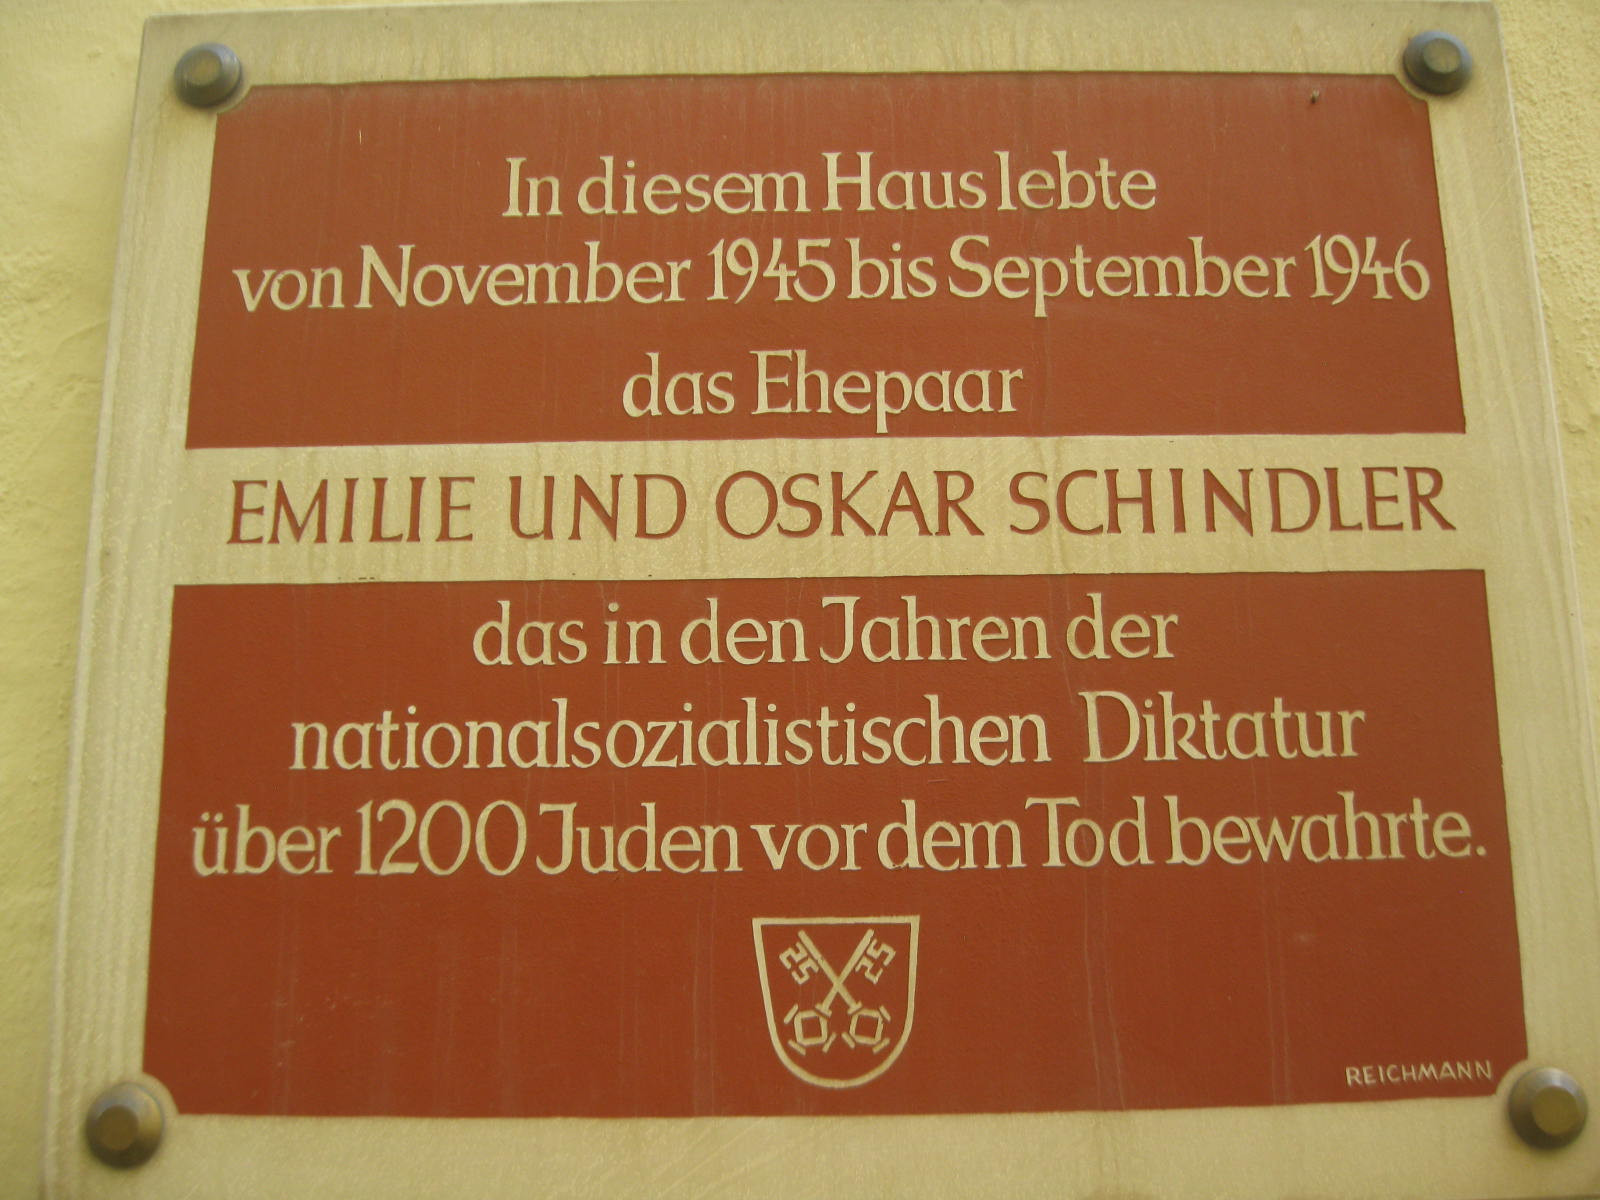 In diesem Haus lebte
von November 1945 bis September 1946
das Ehepaar
EMILIE UND OSKAR SCHINDLER
das in den Jahren der
nationalsozialistischen Diktatur
über 1200 Juden vor dem Tod bewahrte.
REICHMANN